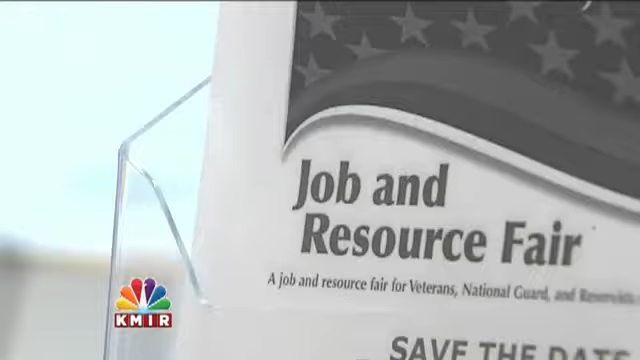 Job and
Resource Fair
A job and resource fair for Veterans, National Guard, and Reservists
SAVE THE DATE
KMIR